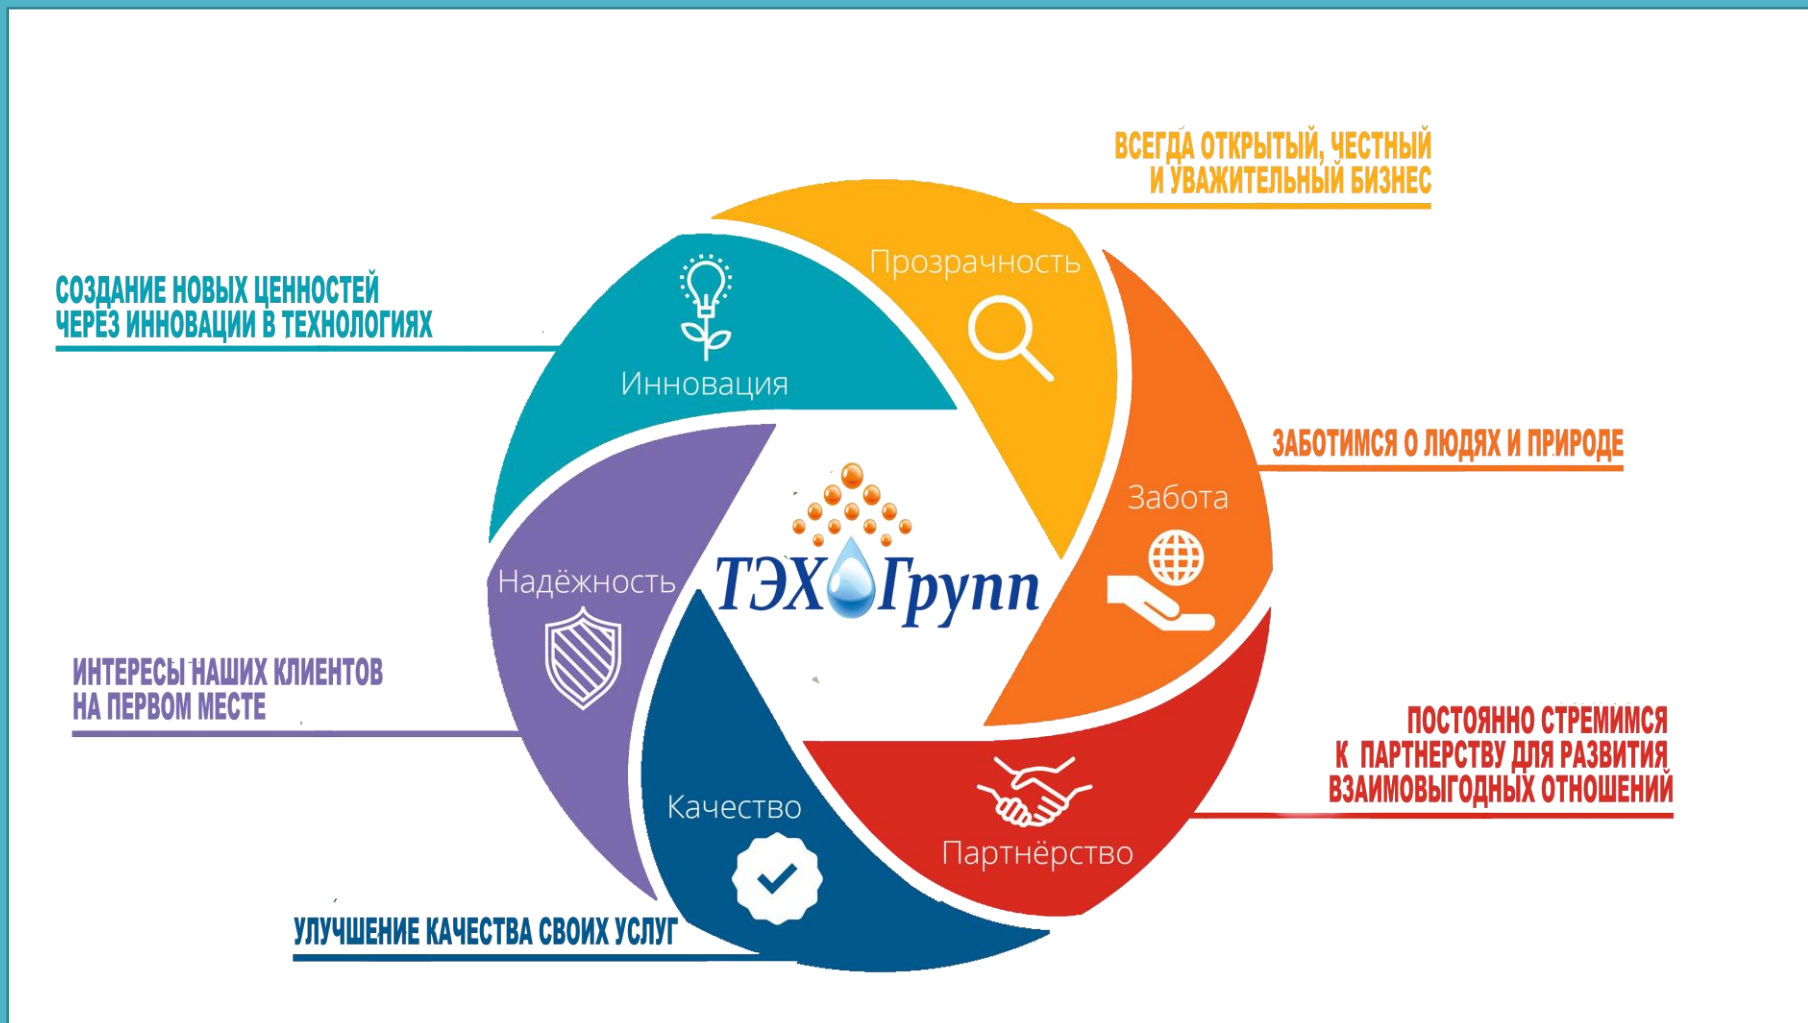 ВСЕГДА ОТКРЫТЫЙ, ЧЕСТНЫЙ
И УВАЖИТЕЛЬНЫЙ БИЗНЕС
Прозрачность
СОЗДАНИЕ НОВЫХ ЦЕННОСТЕЙ
ЧЕРЕЗ ИННОВАЦИИ В ТЕХНОЛОГИЯХ
Инновация
ЗАБОТИМСЯ О ЛЮДЯХ И ПРИРОДЕ
Забота
ТЭХ Групп
Надёжность
ИНТЕРЕСЫ НАШИХ КЛИЕНТОВ
НА ПЕРВОМ МЕСТЕ
ПОСТОЯННО СТРЕМИМСЯ
К ПАРТНЕРСТВУ ДЛЯ РАЗВИТИЯ
ВЗАИМОВЫГОДНЫХ ОТНОШЕНИЙ
Партнёрство
Качество
УЛУЧШЕНИЕ КАЧЕСТВА СВОИХ УСЛУГ